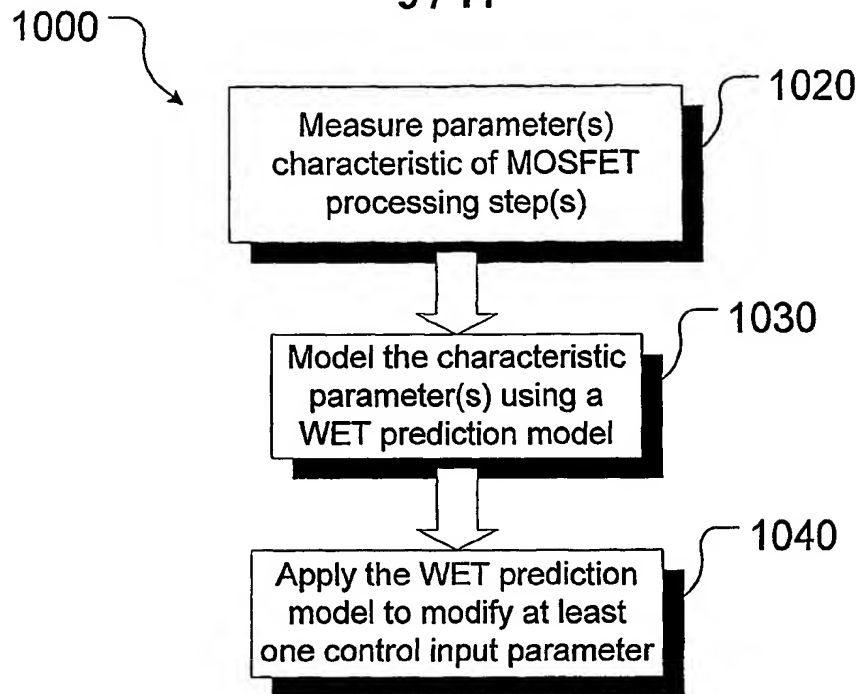 1000
1020
Measure parameter(s)
characteristic of MOSFET
processing step(s)
1030
Model the characteristic
parameter(s) using a
WET prediction model
1040
Apply the WET prediction
model to modify at least
one control input parameter